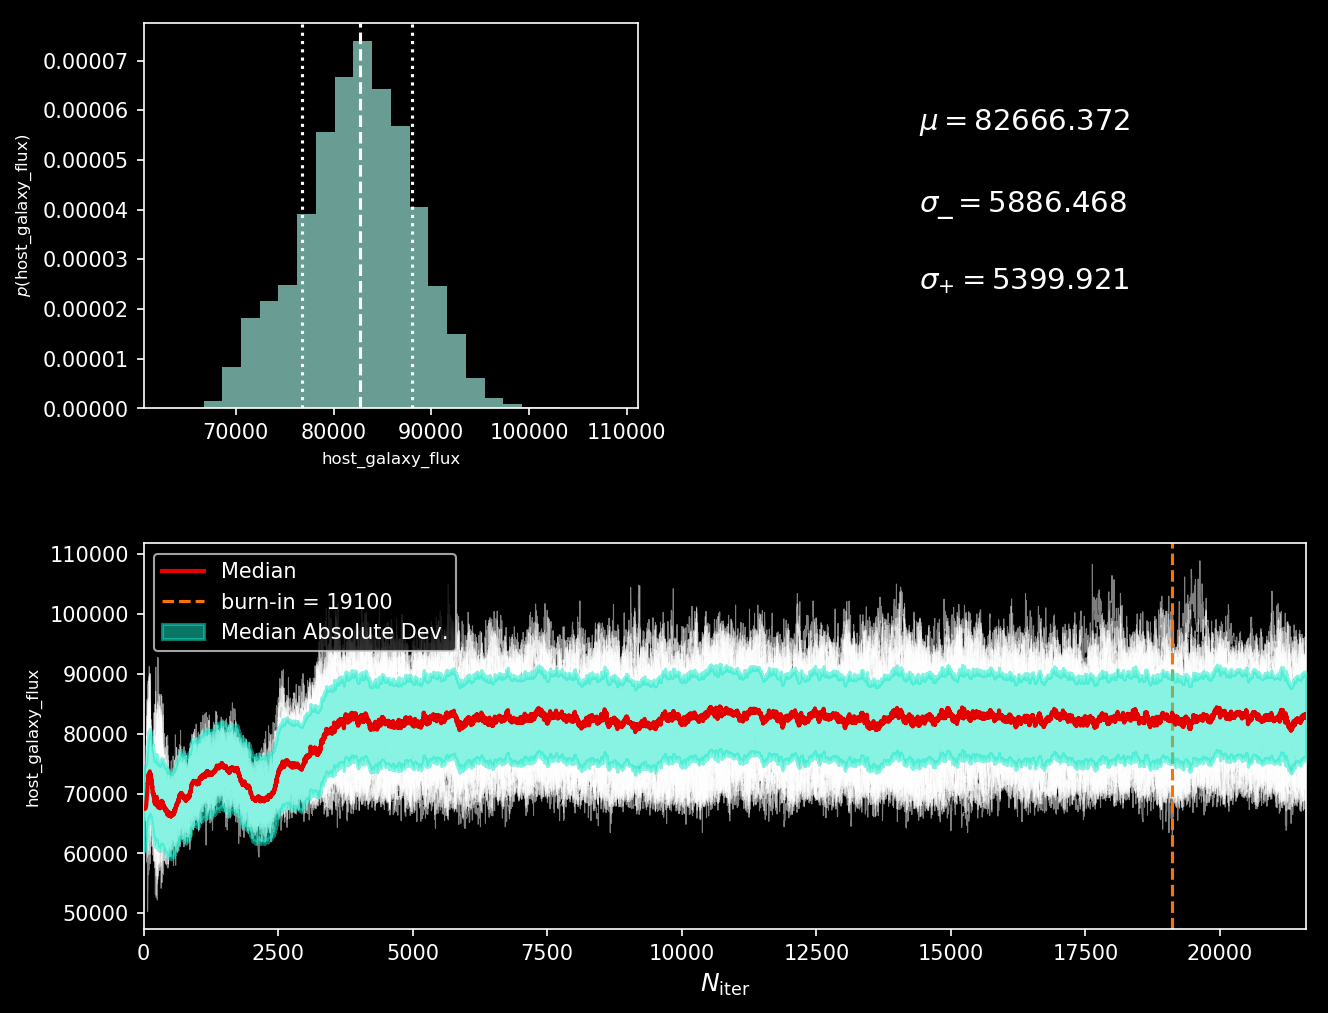 0.00007
0.00006
0.00005
0.00004
0.00003
0.00002
0.00001
0.00000
p(host_galaxy_flux)
70000 80000 90000 100000 110000
host_galaxy_flux
μ = 82666.372
σ_ = 5886.468
σ+ = 5399.921
110000
100000
90000
80000
70000
60000
50000
host_galaxy_flux
Median
burn-in = 19100
Median Absolute Dev.
0 2500 5000 7500 10000 12500 15000 17500 20000
Niter